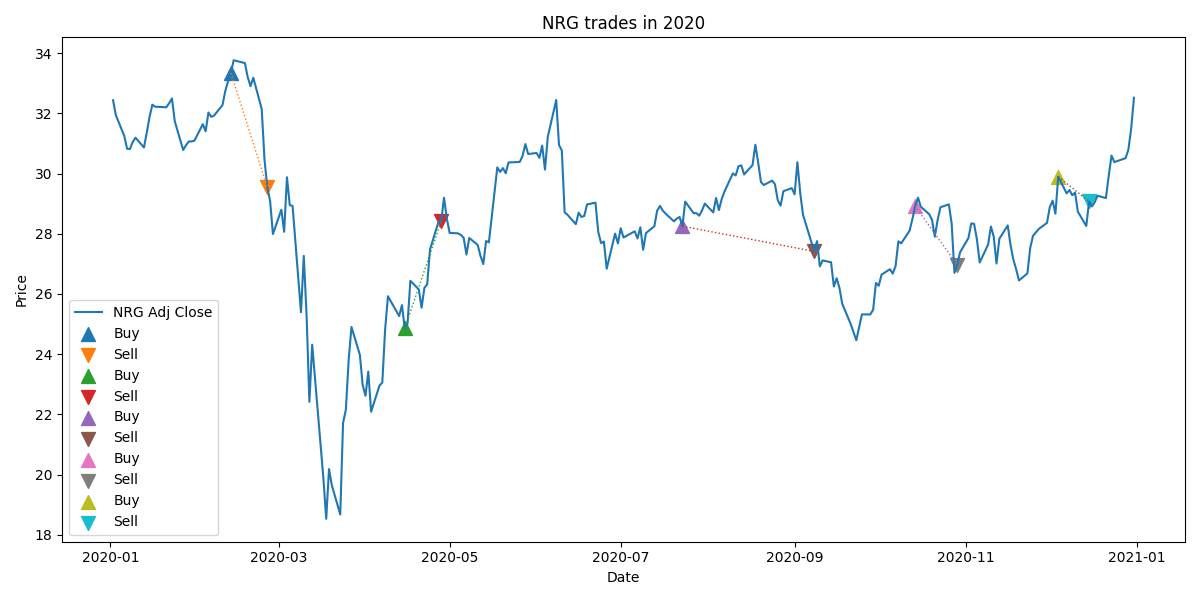 NRG trades in 2020
Price
34
32
30
28
26
24
22
20
18
NRG Adj Close
Buy
Sell
Buy
Sell
Buy
Sell
Buy
Sell
Buy
Sell
2020-01
2020-03
2020-05
2020-07
2020-09
2020-11
2021-01
Date